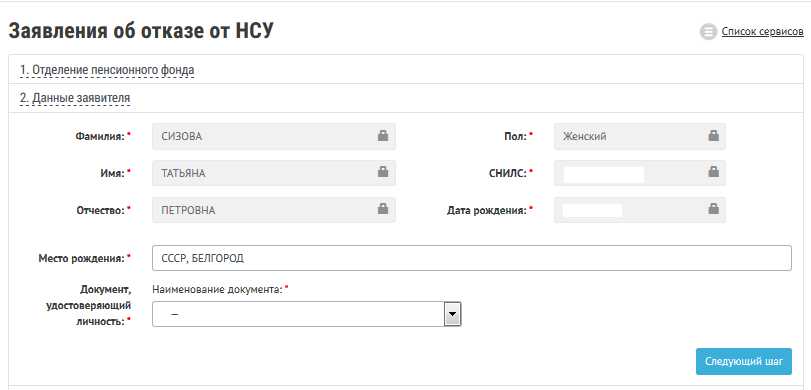 Заявления об отказе от НСУ
Список сервисов
1. Отделение пенсионного фонда
2. Данные заявителя
Фамилия: * СИЗОВА Пол: * Женский
Имя: * ТАТЬЯНА СНИЛС: *
Отчество: * ПЕТРОВНА Дата рождения: *
Место рождения: * СССР, БЕЛГОРОД
Документ, удостоверяющий личность: * Наименование документа: *
—
Следующий шаг